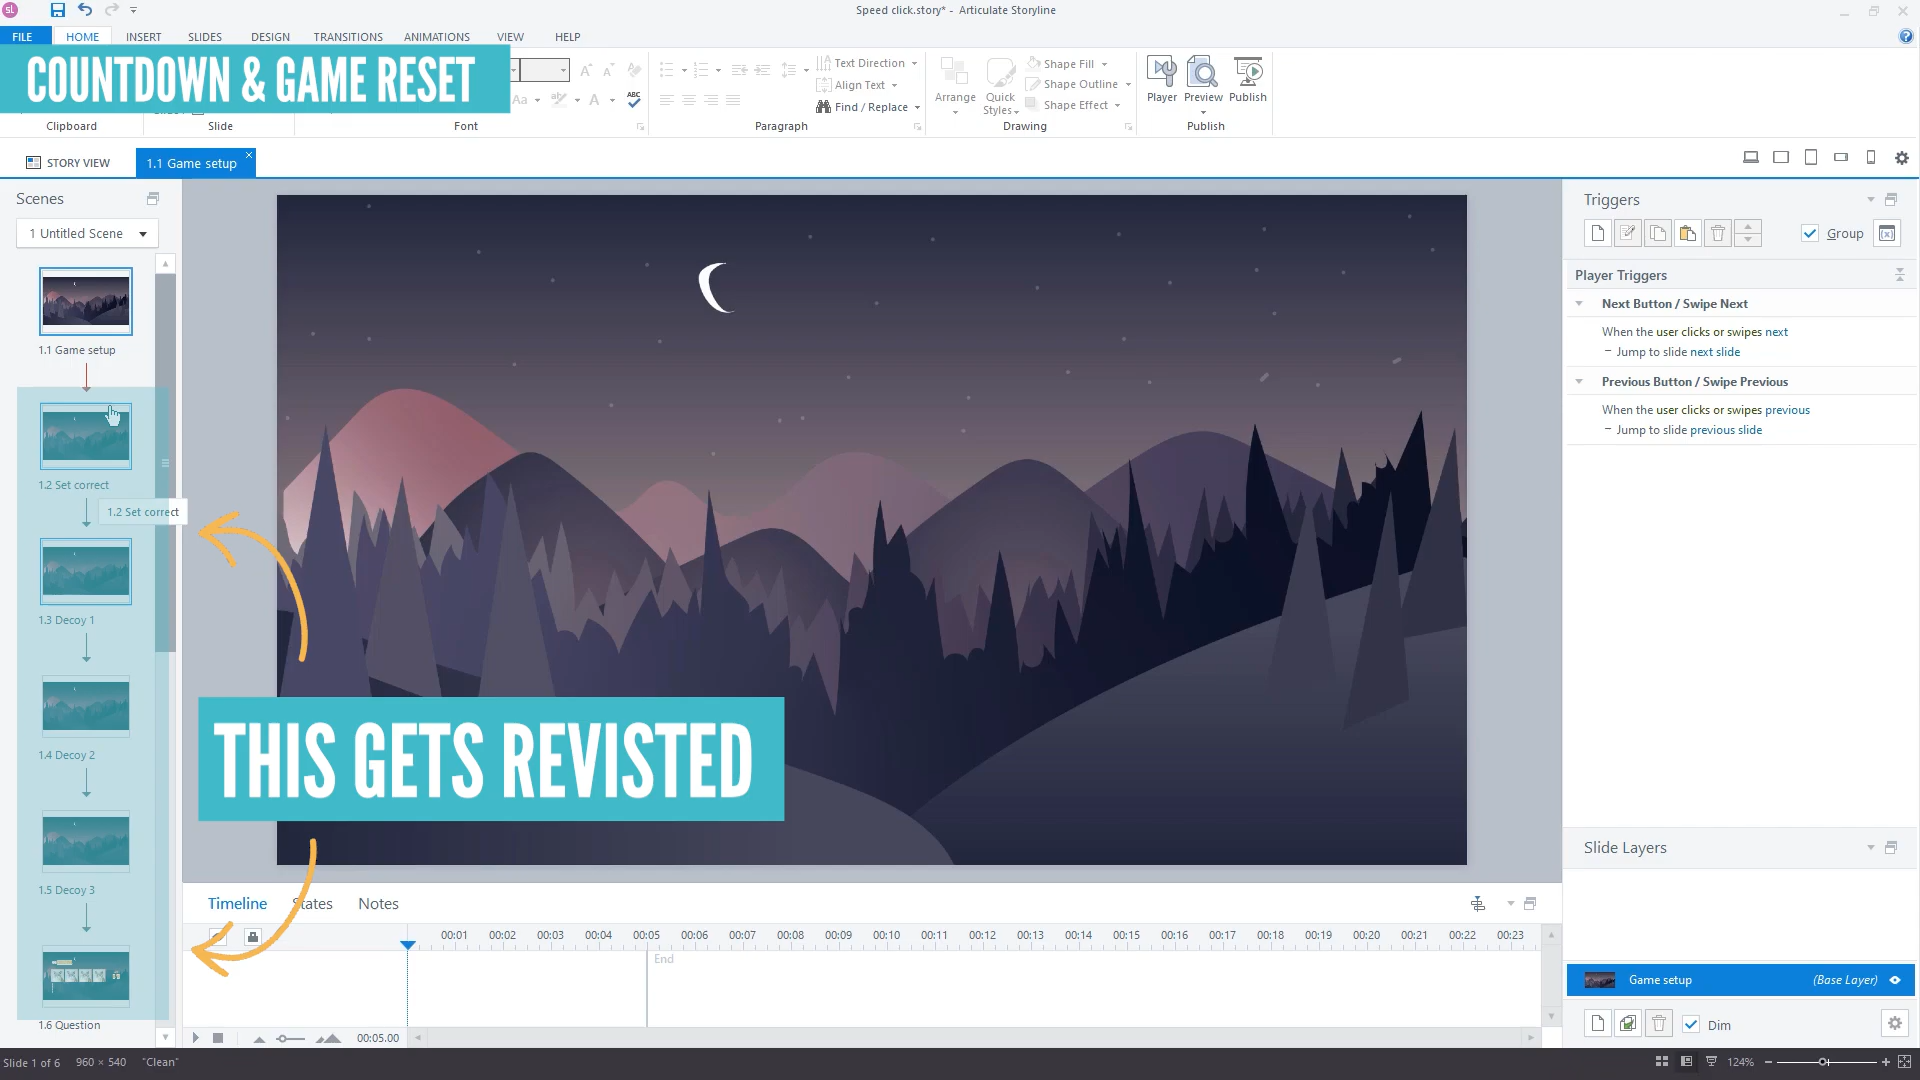 sL
Speed click.story* - Articulate Storyline
FILE
HOME
INSERT
SLIDES
DESIGN
TRANSITIONS
ANIMATIONS
VIEW
HELP
COUNTDOWN & GAME RESET
Text Direction
Align Text
Find / Replace
Aa
A
ABC
Arrange
Quick
Styles
Shape Fill
Shape Outline
Shape Effect
Player
Preview
Publish
Clipboard
Slide
Font
Paragraph
Drawing
Publish
STORY VIEW
1.1 Game setup
Scenes
1 Untitled Scene
1.1 Game setup
1.2 Set correct
1.2 Set correct
1.3 Decoy 1
1.4 Decoy 2
1.5 Decoy 3
1.6 Question
THIS GETS REVISTED
Triggers
Group
Player Triggers
Next Button / Swipe Next
When the user clicks or swipes next
– Jump to slide next slide
Previous Button / Swipe Previous
When the user clicks or swipes previous
– Jump to slide previous slide
Slide Layers
Game setup
(Base Layer)
Dim
Timeline
States
Notes
00:01 00:02 00:03 00:04 00:05 00:06 00:07 00:08 00:09 00:10 00:11 00:12 00:13 00:14 00:15 00:16 00:17 00:18 00:19 00:20 00:21 00:22 00:23
End
00:05.00
Slide 1 of 6
960 × 540
"Clean"
124%